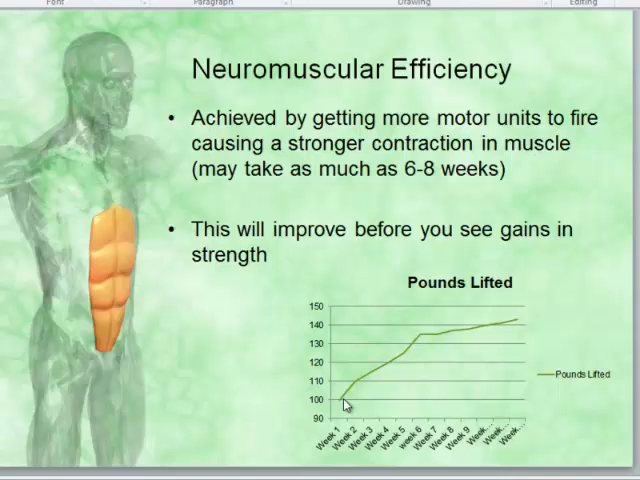 Font Paragraph Drawing Editing
Neuromuscular Efficiency
• Achieved by getting more motor units to fire
causing a stronger contraction in muscle
(may take as much as 6-8 weeks)
• This will improve before you see gains in
strength
Pounds Lifted
150
140
130
120
110
100
90
Pounds Lifted
Week 1 Week 2 Week 3 Week 4 Week 5 week 6 Week 7 Week 8 Week 9 Week... Week... Week...